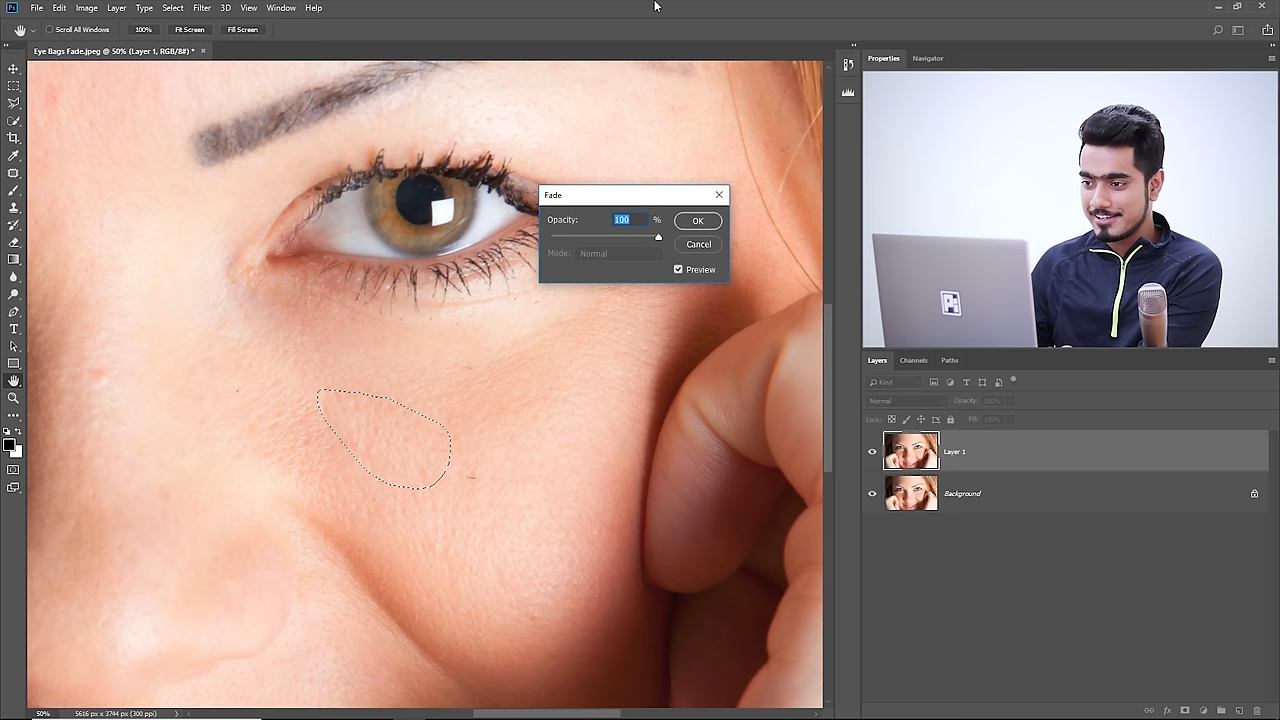 Ps File Edit Image Layer Type Select Filter 3D View Window Help
Scroll All Windows 100% Fit Screen Fill Screen
Eye Bags Fade.jpeg @ 50% (Layer 1, RGB/8#) *
Properties Navigator
Fade
Opacity: 100 % OK
Cancel
Mode: Normal
Preview
Layers Channels Paths
Kind
Normal Opacity: 100%
Lock: Fill: 100%
Layer 1
Background
50% 5616 px x 3744 px (300 ppi)